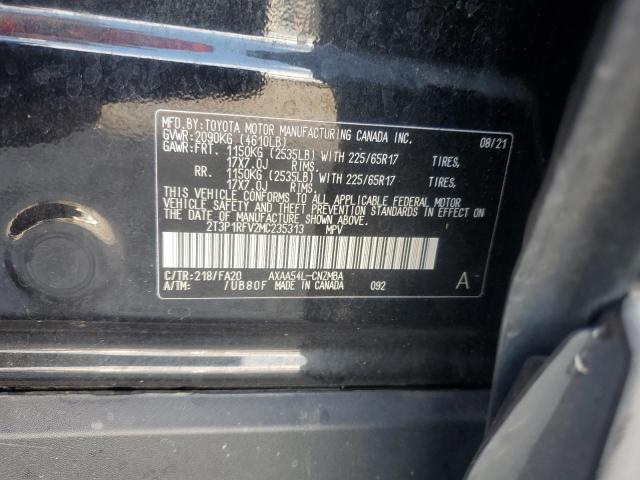 MFD.BY:TOYOTA MOTOR MANUFACTURING CANADA INC.
GVWR:2090KG (4610LB) 08/21
GAWR:FRT. 1150KG (2535LB) WITH 225/65R17 TIRES,
17X7.0J RIMS.
RR. 1150KG (2535LB) WITH 225/65R17 TIRES,
17X7.0J RIMS.
THIS VEHICLE CONFORMS TO ALL APPLICABLE FEDERAL MOTOR
VEHICLE SAFETY AND THEFT PREVENTION STANDARDS IN EFFECT ON
THE DATE OF MANUFACTURE SHOWN ABOVE.
2T3P1RFV2MC235313 MPV
C/TR:218/FA20 AXAA54L-CNZMBA A
A/TM: /UB80F MADE IN CANADA 092